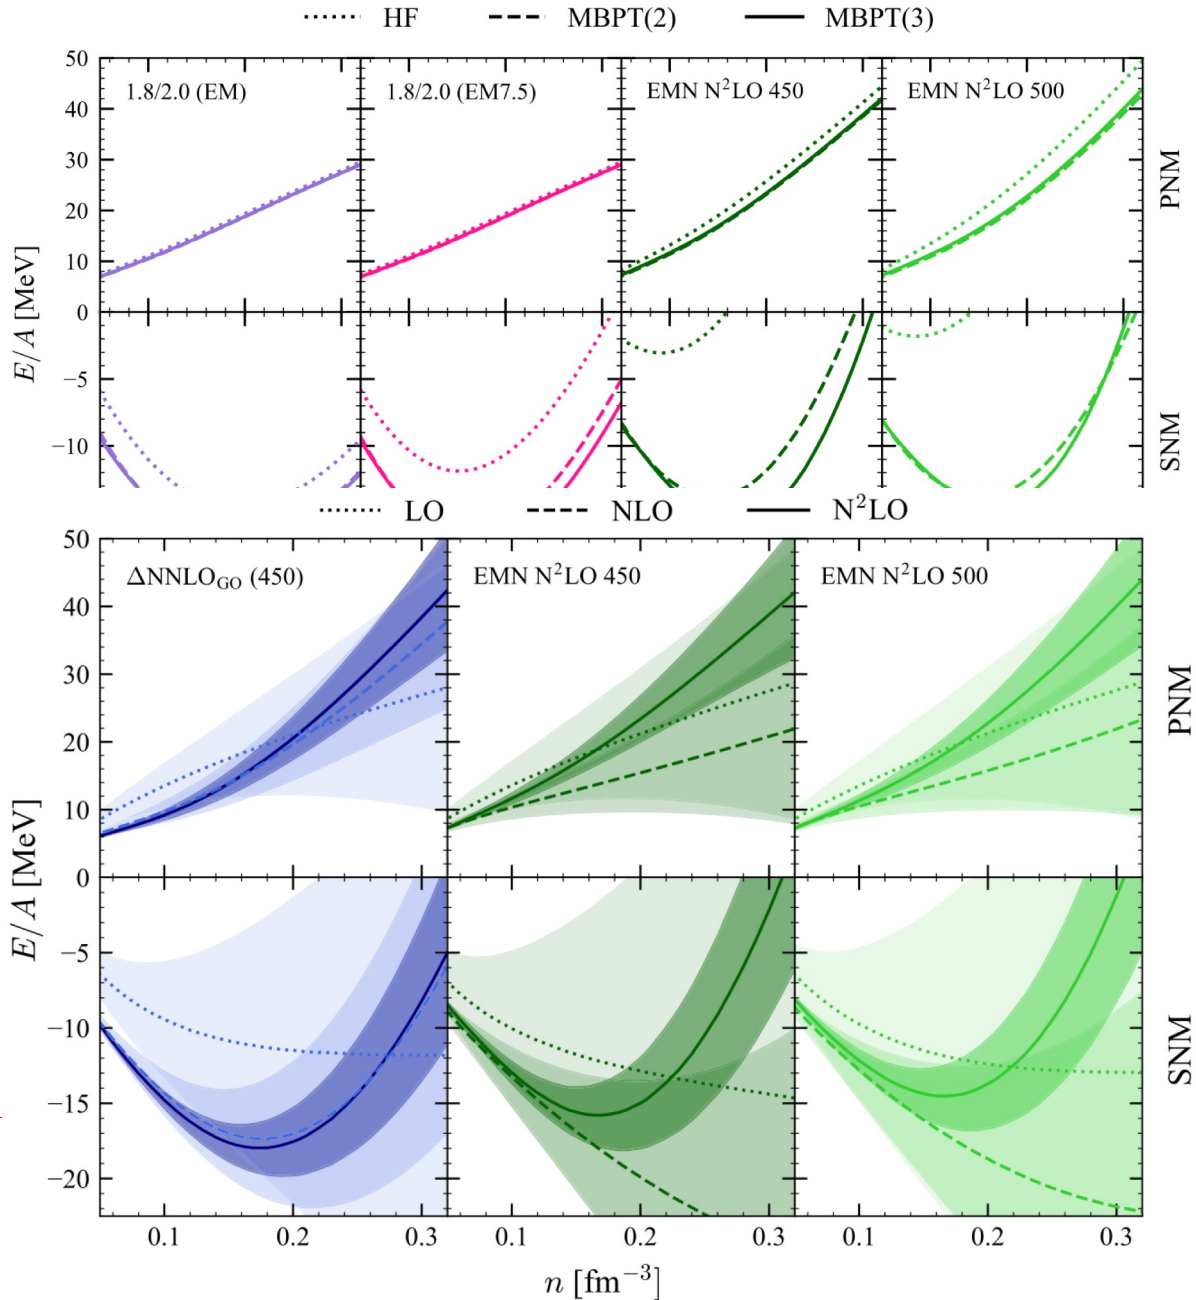 HF MBPT(2) MBPT(3)
50
40
30
20
10
0
−5
−10
E/A [MeV]
1.8/2.0 (EM)
1.8/2.0 (EM7.5)
EMN N²LO 450
EMN N²LO 500
PNM
SNM
LO NLO N²LO
50
40
30
20
10
0
−5
−10
−15
−20
E/A [MeV]
ΔNNLO_GO (450)
EMN N²LO 450
EMN N²LO 500
PNM
SNM
0.1 0.2 0.3 0.1 0.2 0.3 0.1 0.2 0.3
n [fm⁻³]